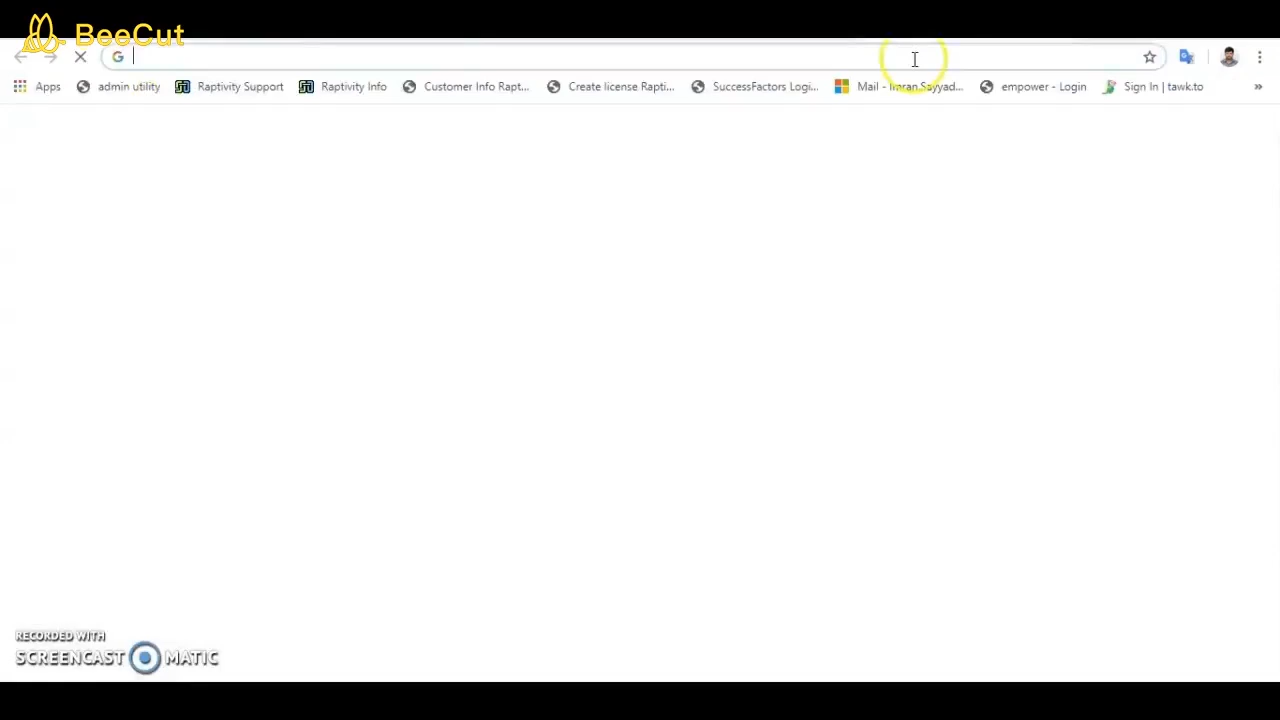 BeeCut
Apps admin utility Raptivity Support Raptivity Info Customer Info Rapt... Create license Rapti... SuccessFactors Logi... Mail - Imran.Sayyad... empower - Login Sign In | tawk.to »
RECORDED WITH
SCREENCAST MATIC